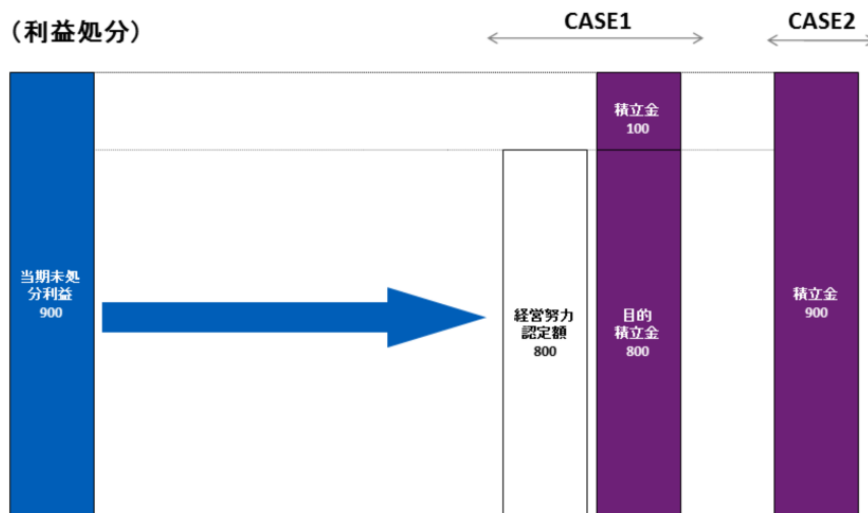 (利益処分)
CASE1
CASE2
積立金
100
当期未処
分利益
900
経営努力
認定額
800
目的
積立金
800
積立金
900